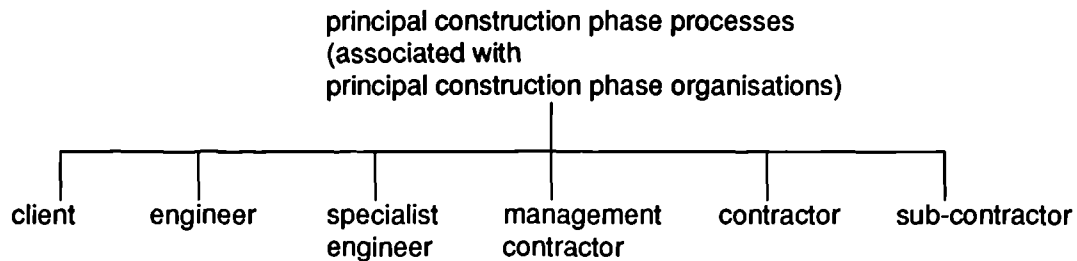 principal construction phase processes
(associated with
principal construction phase organisations)
client engineer specialist management contractor sub-contractor
engineer contractor